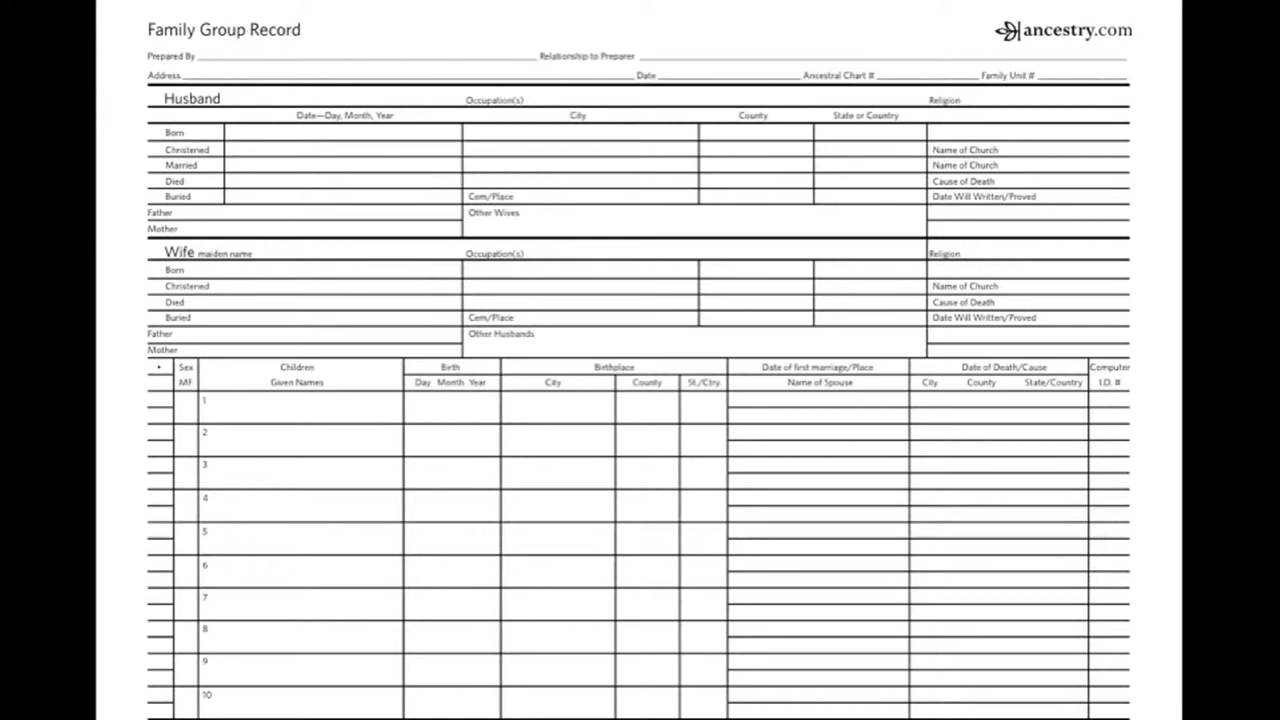 Family Group Record ancestry.com
Prepared By Relationship to Preparer
Address Date Ancestral Chart # Family Unit #
Husband Occupation(s) Religion
Date—Day, Month, Year City County State or Country
Born
Christened Name of Church
Married Name of Church
Died Cause of Death
Buried Cem/Place Date Will Written/Proved
Father Other Wives
Mother
Wife maiden name Occupation(s) Religion
Born
Christened Name of Church
Died Cause of Death
Buried Cem/Place Date Will Written/Proved
Father Other Husbands
Mother
• Sex Children Birth Birthplace Date of first marriage/Place Date of Death/Cause Computer
MF Given Names Day Month Year City County St./Ctry. Name of Spouse City County State/Country I.D. #
1
2
3
4
5
6
7
8
9
10